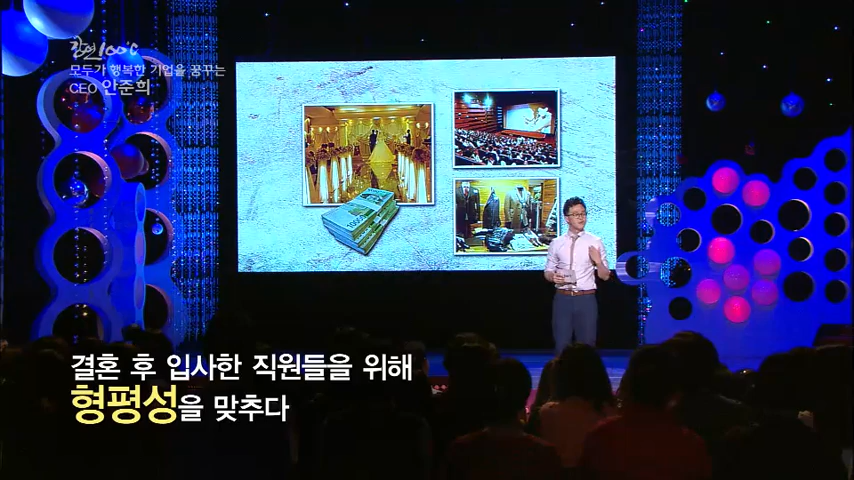 강연100℃
모두가 행복한 기업을 꿈꾸는
CEO 안준희
결혼 후 입사한 직원들을 위해
형평성을 맞추다